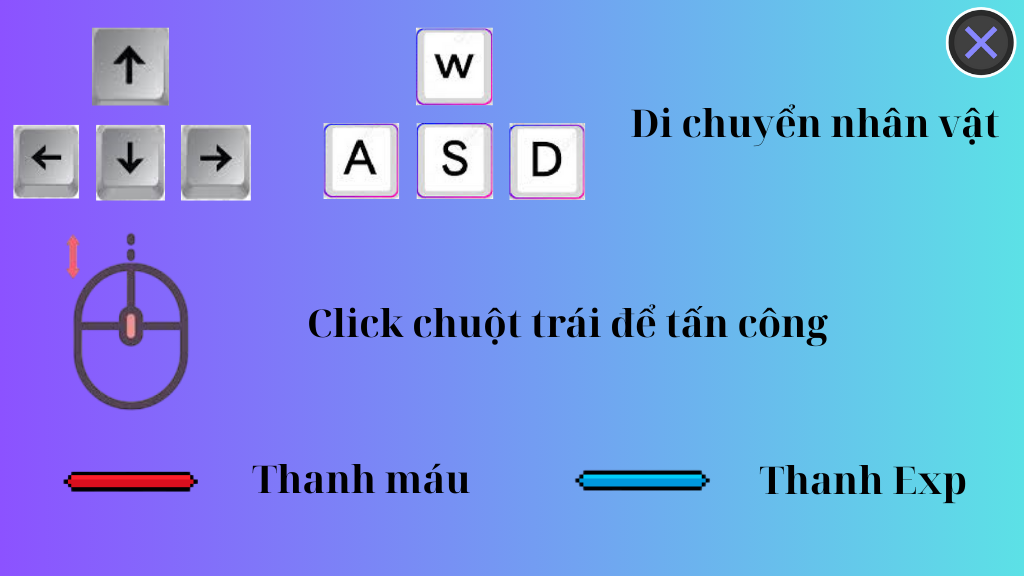 W
A S D
Di chuyển nhân vật
Click chuột trái để tấn công
Thanh máu
Thanh Exp